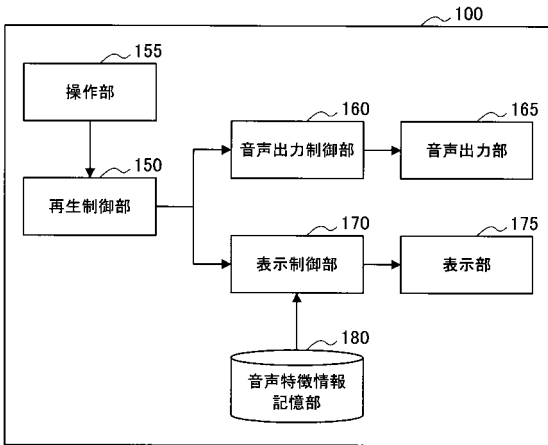 100
155
操作部
150
再生制御部
160
音声出力制御部
165
音声出力部
170
表示制御部
175
表示部
180
音声特徴情報
記憶部